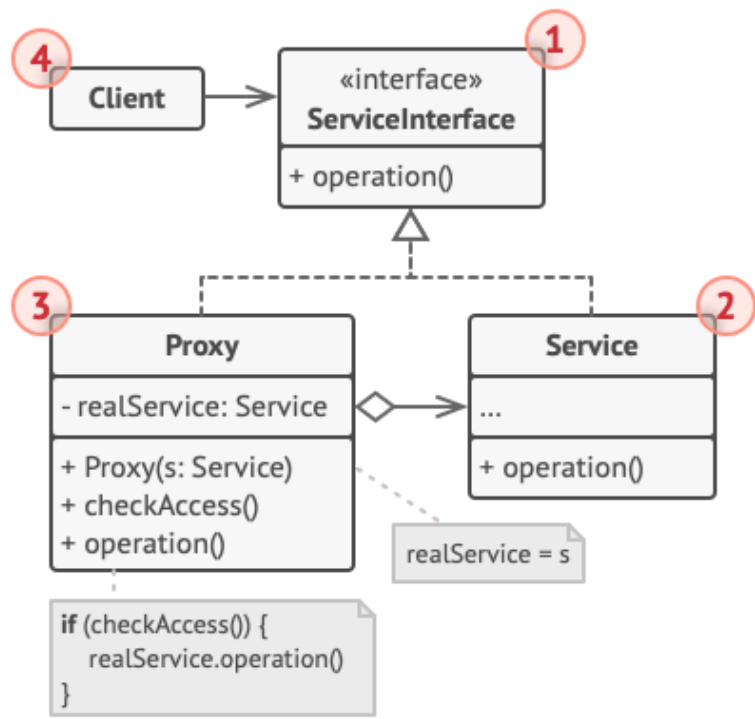 1
4
«interface»
Client
ServiceInterface
+ operation()
3
2
Proxy
Service
- realService: Service
...
+ Proxy(s: Service)
+ operation()
+ checkAccess()
+ operation()
realService = s
if (checkAccess()) {
realService.operation()
}